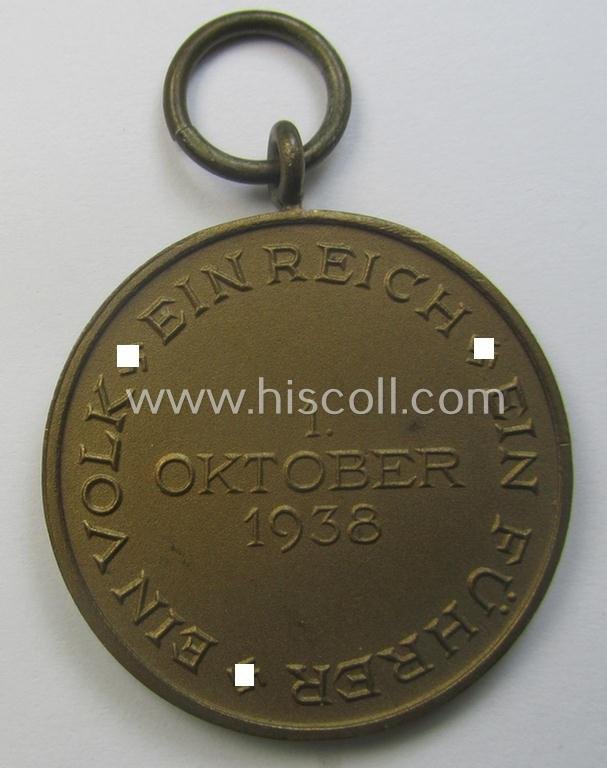 EIN VOLK EIN REICH EIN FÜHRER
www.hiscoll.com
1.
OKTOBER
1938